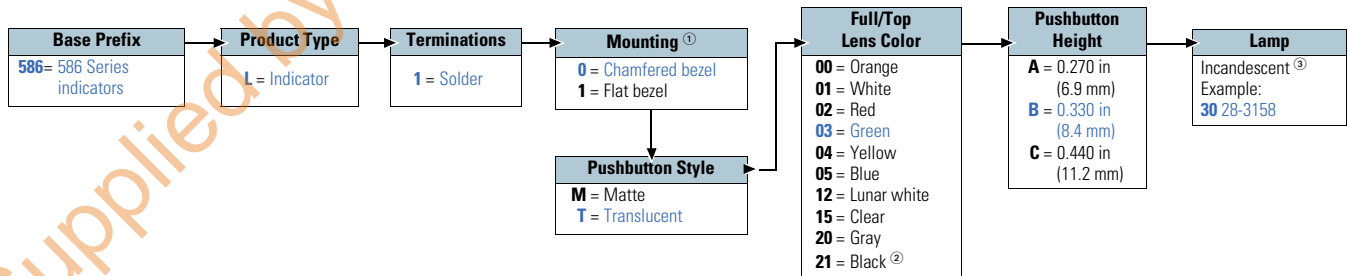 Base Prefix
586= 586 Series
indicators
Product Type
L = Indicator
Terminations
1 = Solder
Mounting ①
0 = Chamfered bezel
1 = Flat bezel
Pushbutton Style
M = Matte
T = Translucent
Full/Top
Lens Color
00 = Orange
01 = White
02 = Red
03 = Green
04 = Yellow
05 = Blue
12 = Lunar white
15 = Clear
20 = Gray
21 = Black ②
Pushbutton
Height
A = 0.270 in
(6.9 mm)
B = 0.330 in
(8.4 mm)
C = 0.440 in
(11.2 mm)
Lamp
Incandescent ③
Example:
30 28-3158
Supplied by